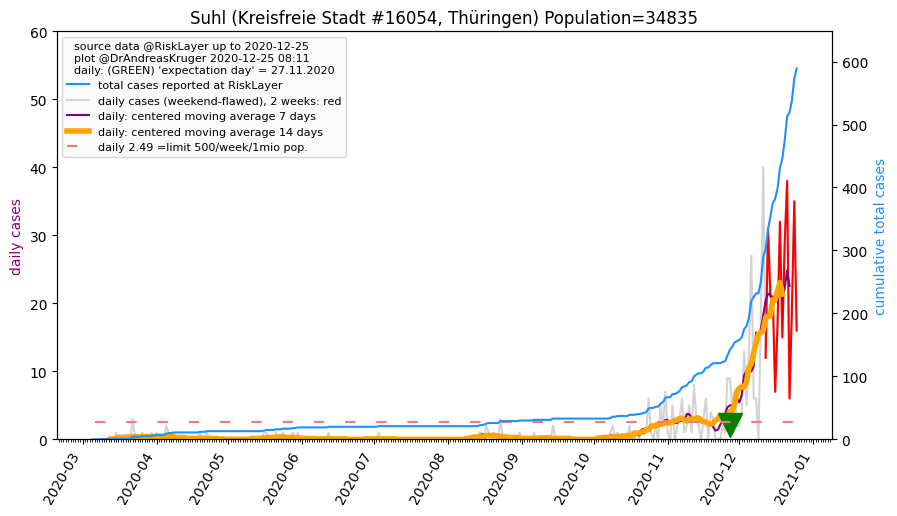 Suhl (Kreisfreie Stadt #16054, Thüringen) Population=34835
source data @RiskLayer up to 2020-12-25
plot @DrAndreasKruger 2020-12-25 08:11
daily: (GREEN) 'expectation day' = 27.11.2020
total cases reported at RiskLayer
daily cases (weekend-flawed), 2 weeks: red
daily: centered moving average 7 days
daily: centered moving average 14 days
daily 2.49 =limit 500/week/1mio pop.
daily cases
60
50
40
30
20
10
0
cumulative total cases
600
500
400
300
200
100
0
2020-03
2020-04
2020-05
2020-06
2020-07
2020-08
2020-09
2020-10
2020-11
2020-12
2021-01